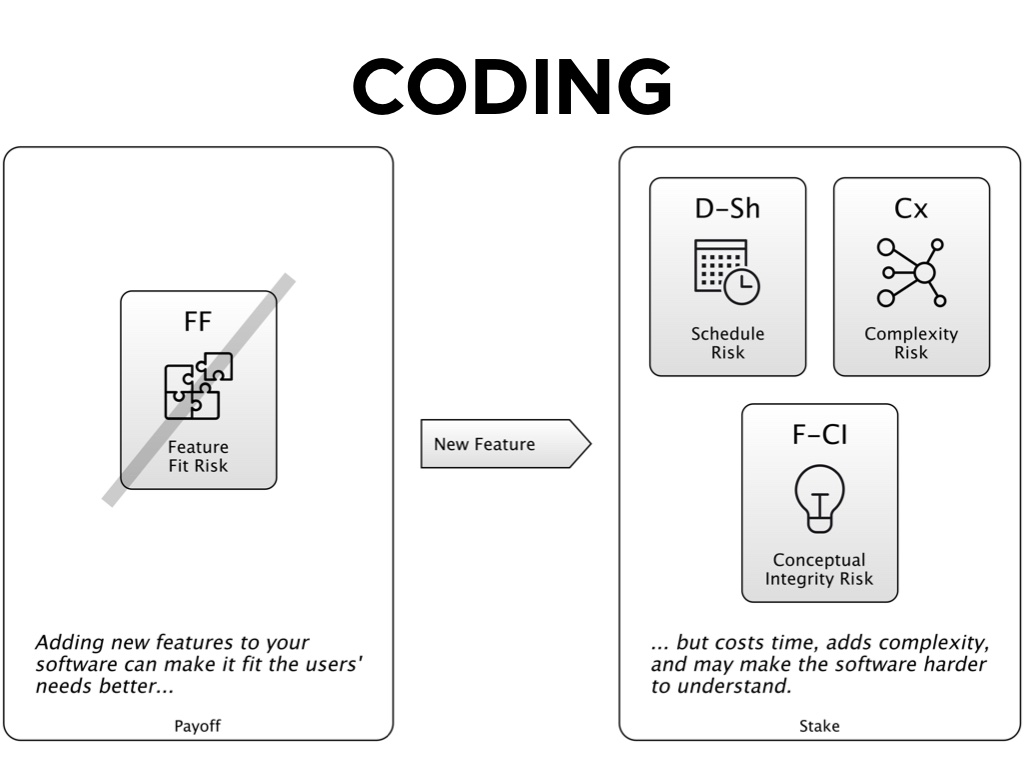 CODING
FF
Feature
Fit Risk
Adding new features to your
software can make it fit the users'
needs better...
Payoff
New Feature
D-Sh
Schedule
Risk
Cx
Complexity
Risk
F-CI
Conceptual
Integrity Risk
... but costs time, adds complexity,
and may make the software harder
to understand.
Stake